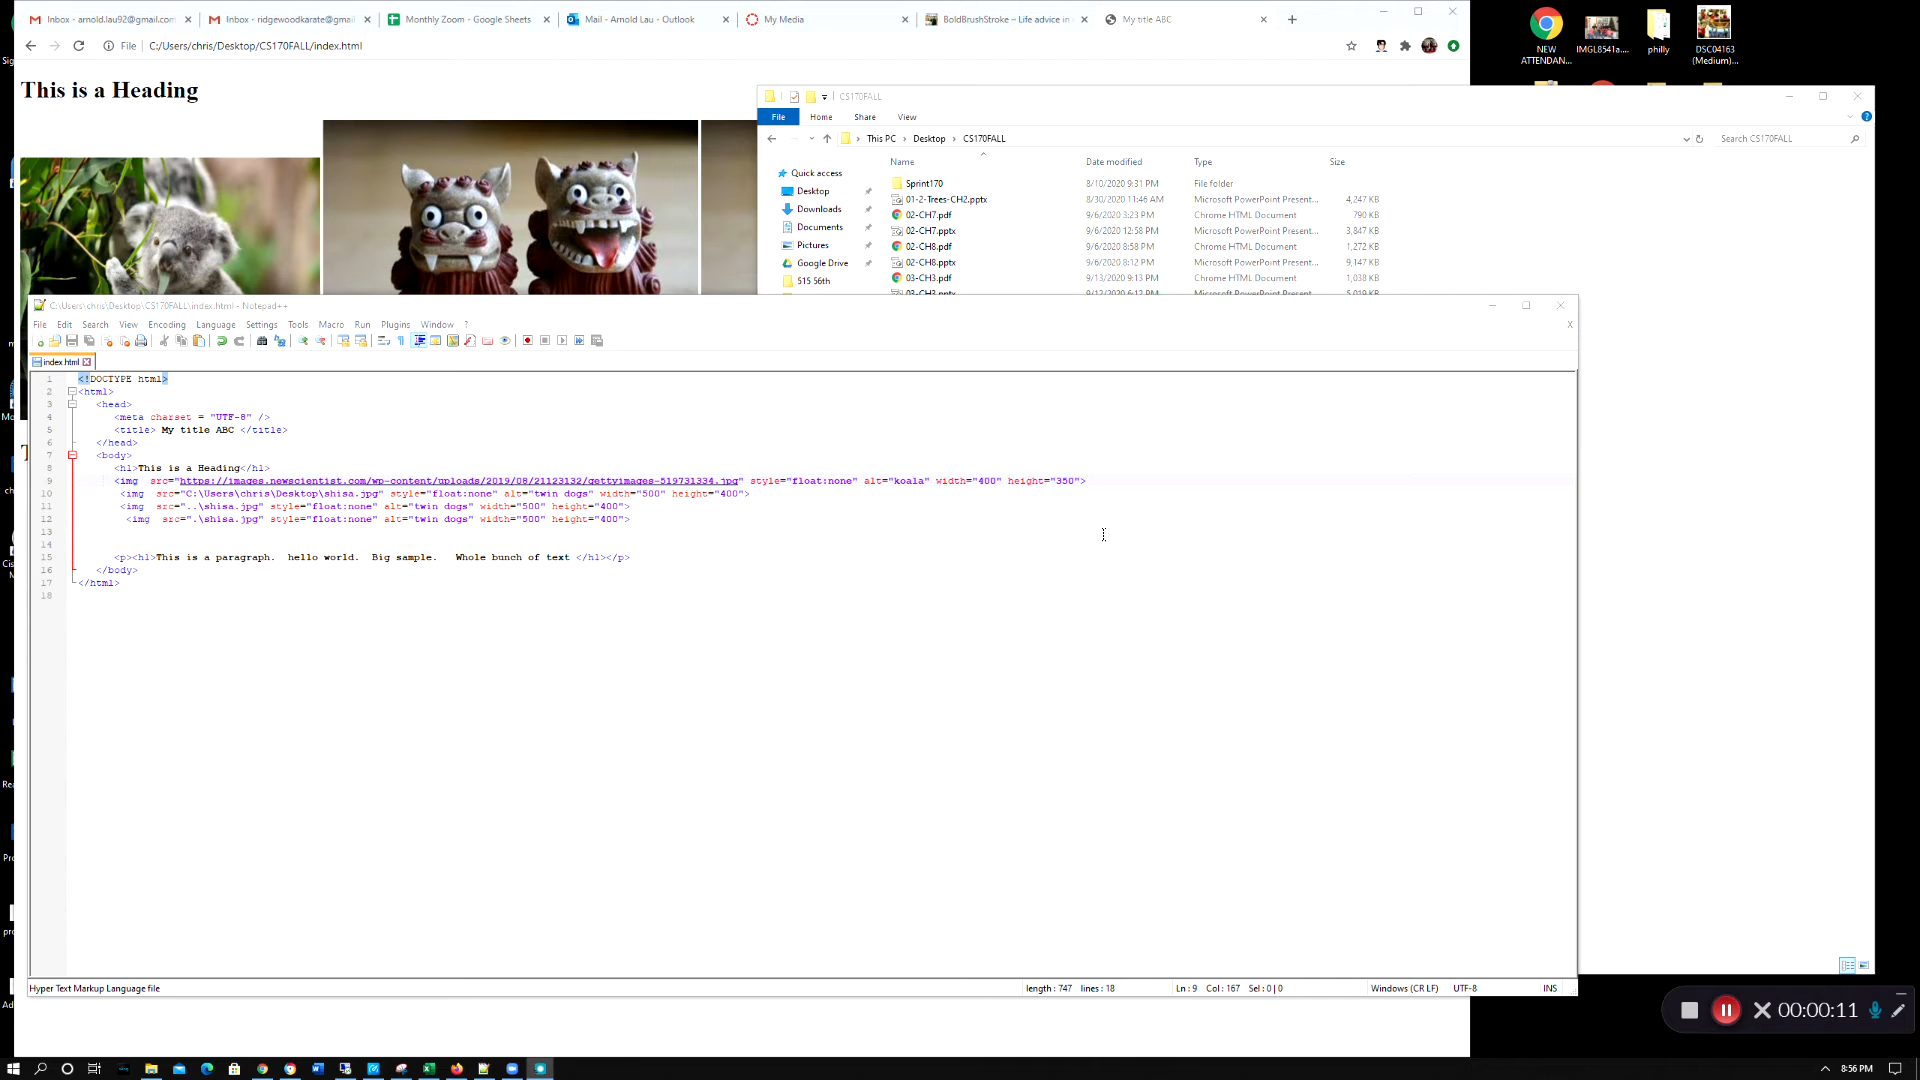 Inbox - arnold.lau92@gmail.com
Inbox - ridgewoodkarate@gmail
Monthly Zoom - Google Sheets
Mail - Arnold Lau - Outlook
My Media
BoldBrushStroke – Life advice in
My title ABC
File
C:/Users/chris/Desktop/CS170FALL/index.html
NEW ATTENDAN...
IMGL8541a....
philly
DSC04163 (Medium)...
This is a Heading
CS170FALL
File Home Share View
This PC > Desktop > CS170FALL
Search CS170FALL
Name Date modified Type Size
Quick access
Desktop
Downloads
Documents
Pictures
Google Drive
515 56th
Sprint170 8/10/2020 9:31 PM File folder
01-2-Trees-CH2.pptx 8/30/2020 11:46 AM Microsoft PowerPoint Present... 4,247 KB
02-CH7.pdf 9/6/2020 3:23 PM Chrome HTML Document 790 KB
02-CH7.pptx 9/6/2020 12:58 PM Microsoft PowerPoint Present... 3,847 KB
02-CH8.pdf 9/6/2020 8:58 PM Chrome HTML Document 1,272 KB
02-CH8.pptx 9/6/2020 8:12 PM Microsoft PowerPoint Present... 9,147 KB
03-CH3.pdf 9/13/2020 9:13 PM Chrome HTML Document 1,038 KB
03-CH3.pptx 9/12/2020 6:12 PM Microsoft PowerPoint Present... 5,019 KB
C:\Users\chris\Desktop\CS170FALL\index.html - Notepad++
File Edit Search View Encoding Language Settings Tools Macro Run Plugins Window ?
X
index.html
1 <!DOCTYPE html>
2 <html>
3 <head>
4 <meta charset = "UTF-8" />
5 <title> My title ABC </title>
6 </head>
7 <body>
8 <h1>This is a Heading</h1>
9 <img src="https://images.newscientist.com/wp-content/uploads/2019/08/21123132/gettyimages-519731334.jpg" style="float:none" alt="koala" width="400" height="350">
10 <img src="C:\Users\chris\Desktop\shisa.jpg" style="float:none" alt="twin dogs" width="500" height="400">
11 <img src="..\shisa.jpg" style="float:none" alt="twin dogs" width="500" height="400">
12 <img src=".\shisa.jpg" style="float:none" alt="twin dogs" width="500" height="400">
13
14
15 <p><h1>This is a paragraph. hello world. Big sample. Whole bunch of text </h1></p>
16 </body>
17 </html>
18
Hyper Text Markup Language file
length : 747 lines : 18
Ln : 9 Col : 167 Sel : 0 | 0
Windows (CR LF)
UTF-8
INS
00:00:11
8:56 PM